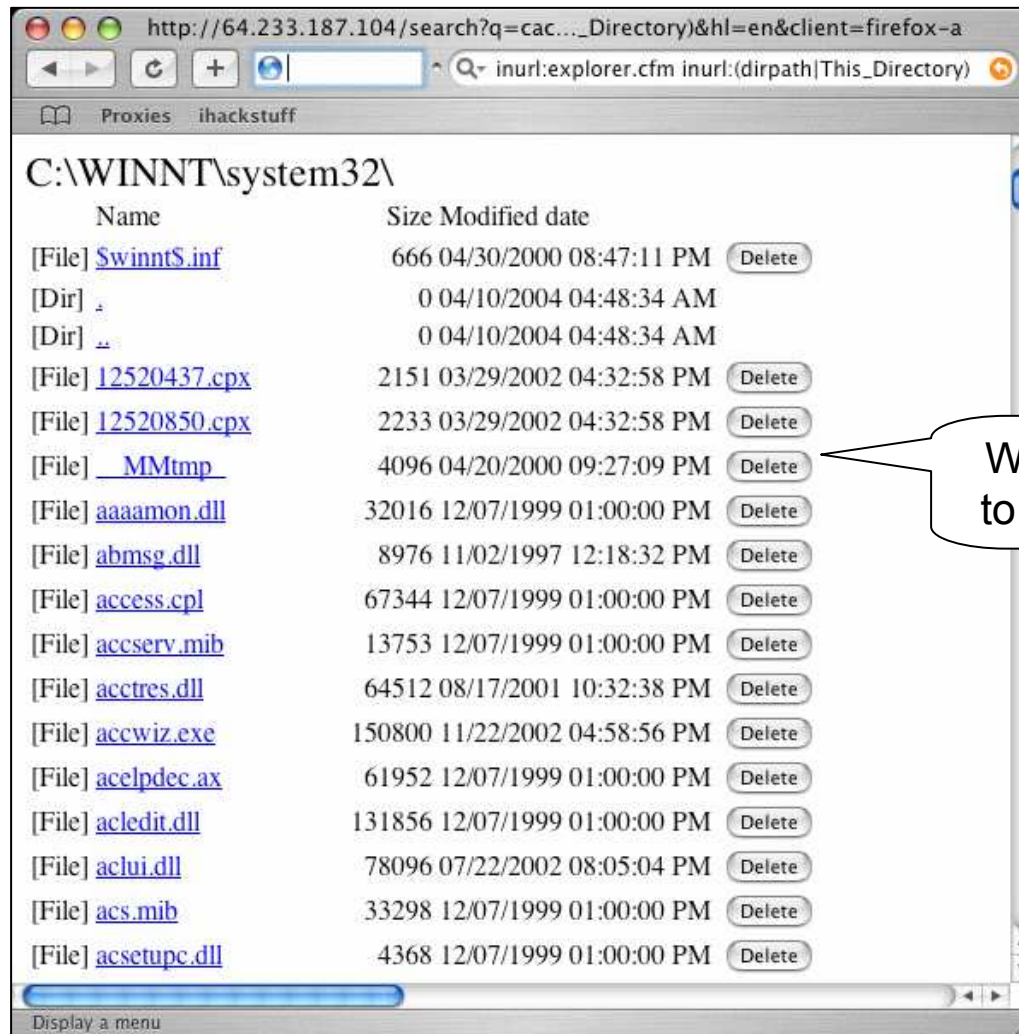 http://64.233.187.104/search?q=cac..._Directory)&hl=en&client=firefox-a
inurl:explorer.cfm inurl:(dirpath|This_Directory)
Proxies ihackstuff
C:\WINNT\system32\
Name Size Modified date
[File] $winnt$.inf 666 04/30/2000 08:47:11 PM Delete
[Dir] . 0 04/10/2004 04:48:34 AM
[Dir] .. 0 04/10/2004 04:48:34 AM
[File] 12520437.cpx 2151 03/29/2002 04:32:58 PM Delete
[File] 12520850.cpx 2233 03/29/2002 04:32:58 PM Delete
[File] __MMtmp_ 4096 04/20/2000 09:27:09 PM Delete
[File] aaaamon.dll 32016 12/07/1999 01:00:00 PM Delete
[File] abmsg.dll 8976 11/02/1997 12:18:32 PM Delete
[File] access.cpl 67344 12/07/1999 01:00:00 PM Delete
[File] accserv.mib 13753 12/07/1999 01:00:00 PM Delete
[File] acctres.dll 64512 08/17/2001 10:32:38 PM Delete
[File] accwiz.exe 150800 11/22/2002 04:58:56 PM Delete
[File] acelpdec.ax 61952 12/07/1999 01:00:00 PM Delete
[File] acledit.dll 131856 12/07/1999 01:00:00 PM Delete
[File] aclui.dll 78096 07/22/2002 08:05:04 PM Delete
[File] acs.mib 33298 12/07/1999 01:00:00 PM Delete
[File] acsetupc.dll 4368 12/07/1999 01:00:00 PM Delete
to
Display a menu